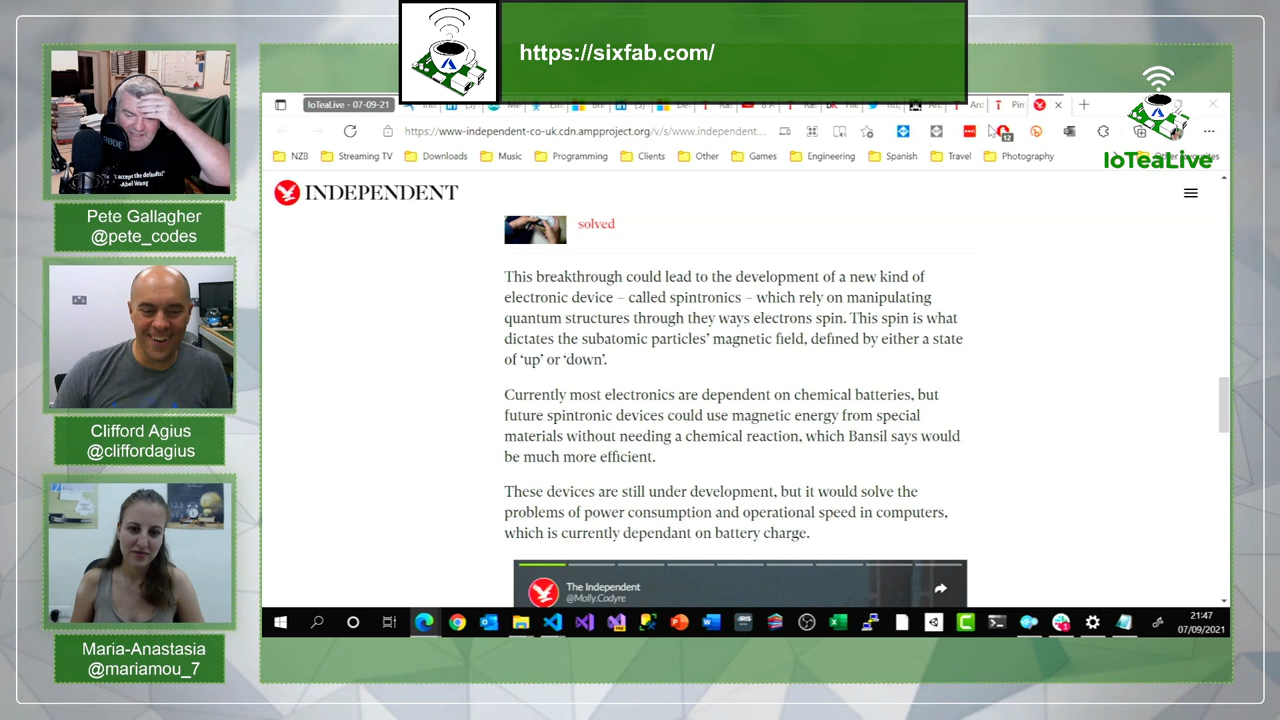 https://sixfab.com/
IoTeaLive - 07-09-21
https://www-independent-co-uk.cdn.ampproject.org/v/s/www.independent....
12
NZB
Streaming TV
Downloads
Music
Programming
Clients
Other
Games
Engineering
Spanish
Travel
Photography
IoTeaLive
INDEPENDENT
solved
This breakthrough could lead to the development of a new kind of
electronic device – called spintronics – which rely on manipulating
quantum structures through they ways electrons spin. This spin is what
dictates the subatomic particles' magnetic field, defined by either a state
of 'up' or 'down'.
Currently most electronics are dependent on chemical batteries, but
future spintronic devices could use magnetic energy from special
materials without needing a chemical reaction, which Bansil says would
be much more efficient.
These devices are still under development, but it would solve the
problems of power consumption and operational speed in computers,
which is currently dependant on battery charge.
The Independent
@Molly.Codyre
21:47
07/09/2021
-Abel Wang
Pete Gallagher
@pete_codes
Clifford Agius
@cliffordagius
Maria-Anastasia
@mariamou_7